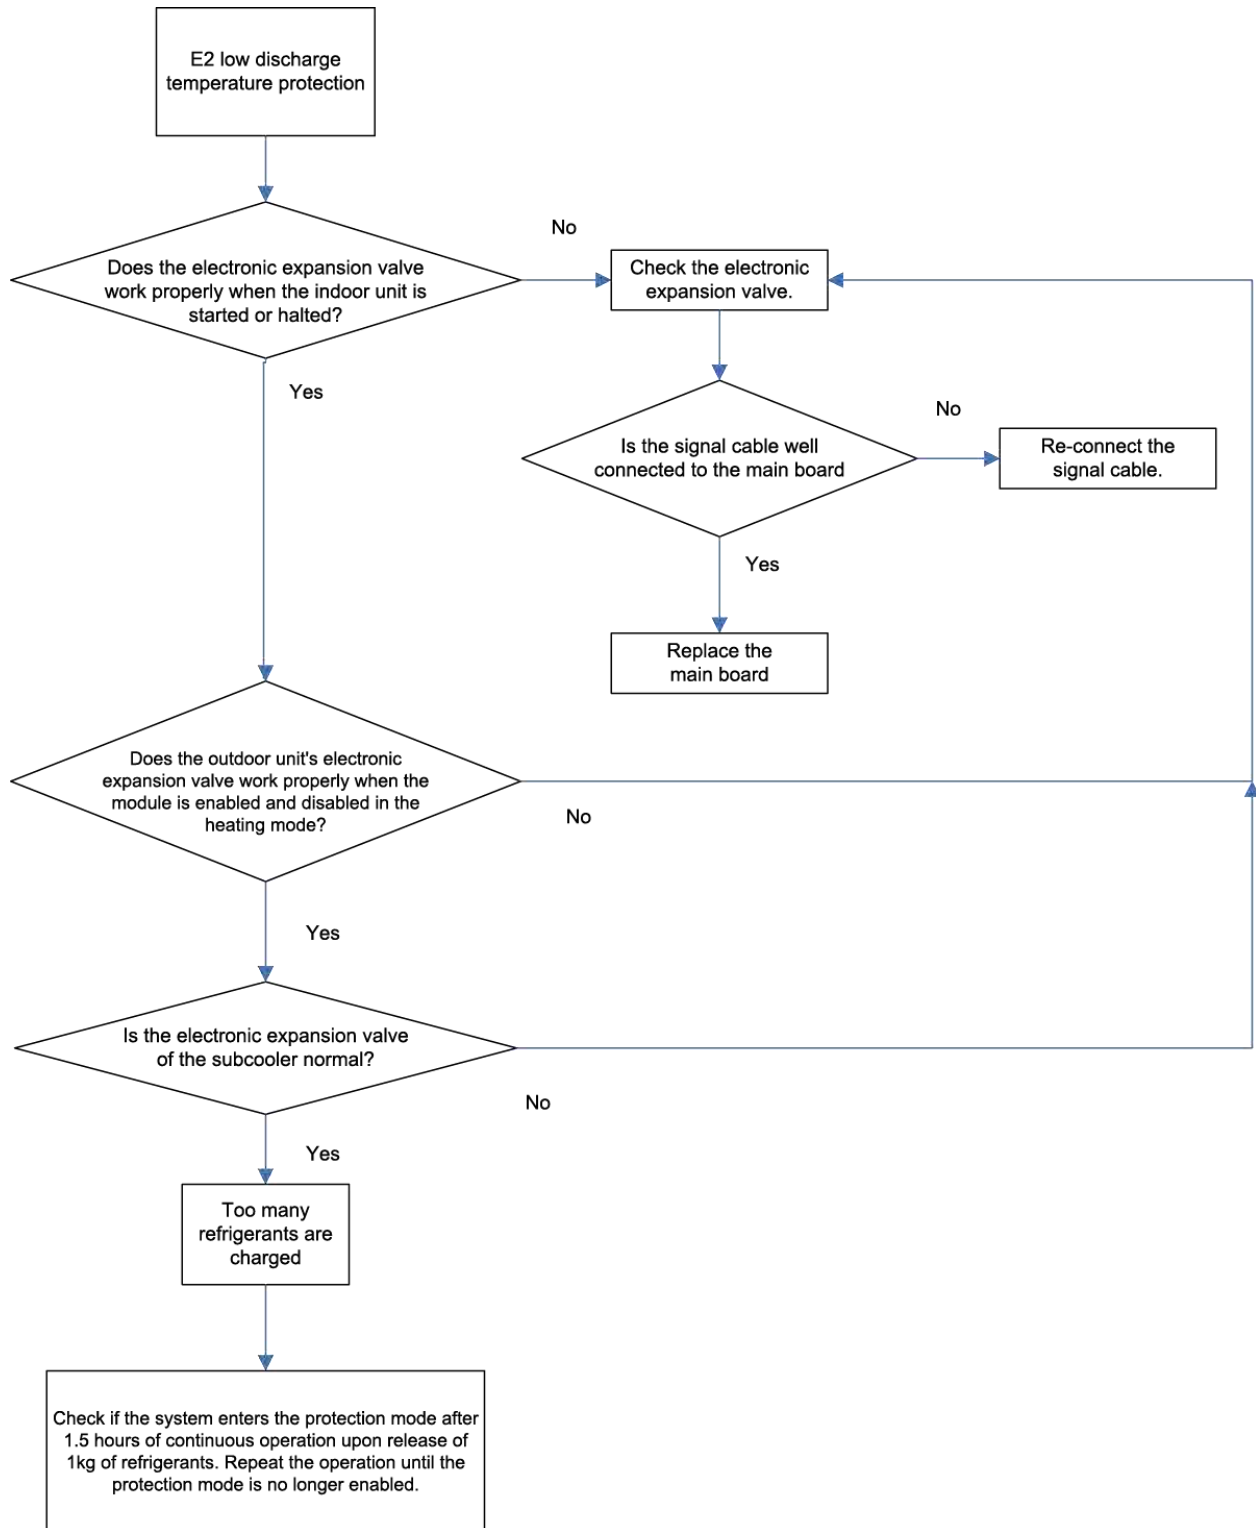 E2 low discharge
temperature protection
No
Does the electronic expansion valve
work properly when the indoor unit is
started or halted?
Check the electronic
expansion valve.
Yes
No
Is the signal cable well
connected to the main board
Re-connect the
signal cable.
Yes
Replace the
main board
Does the outdoor unit's electronic
expansion valve work properly when the
module is enabled and disabled in the
heating mode?
No
Yes
Is the electronic expansion valve
of the subcooler normal?
No
Yes
Too many
refrigerants are
charged
Check if the system enters the protection mode after
1.5 hours of continuous operation upon release of
1kg of refrigerants. Repeat the operation until the
protection mode is no longer enabled.